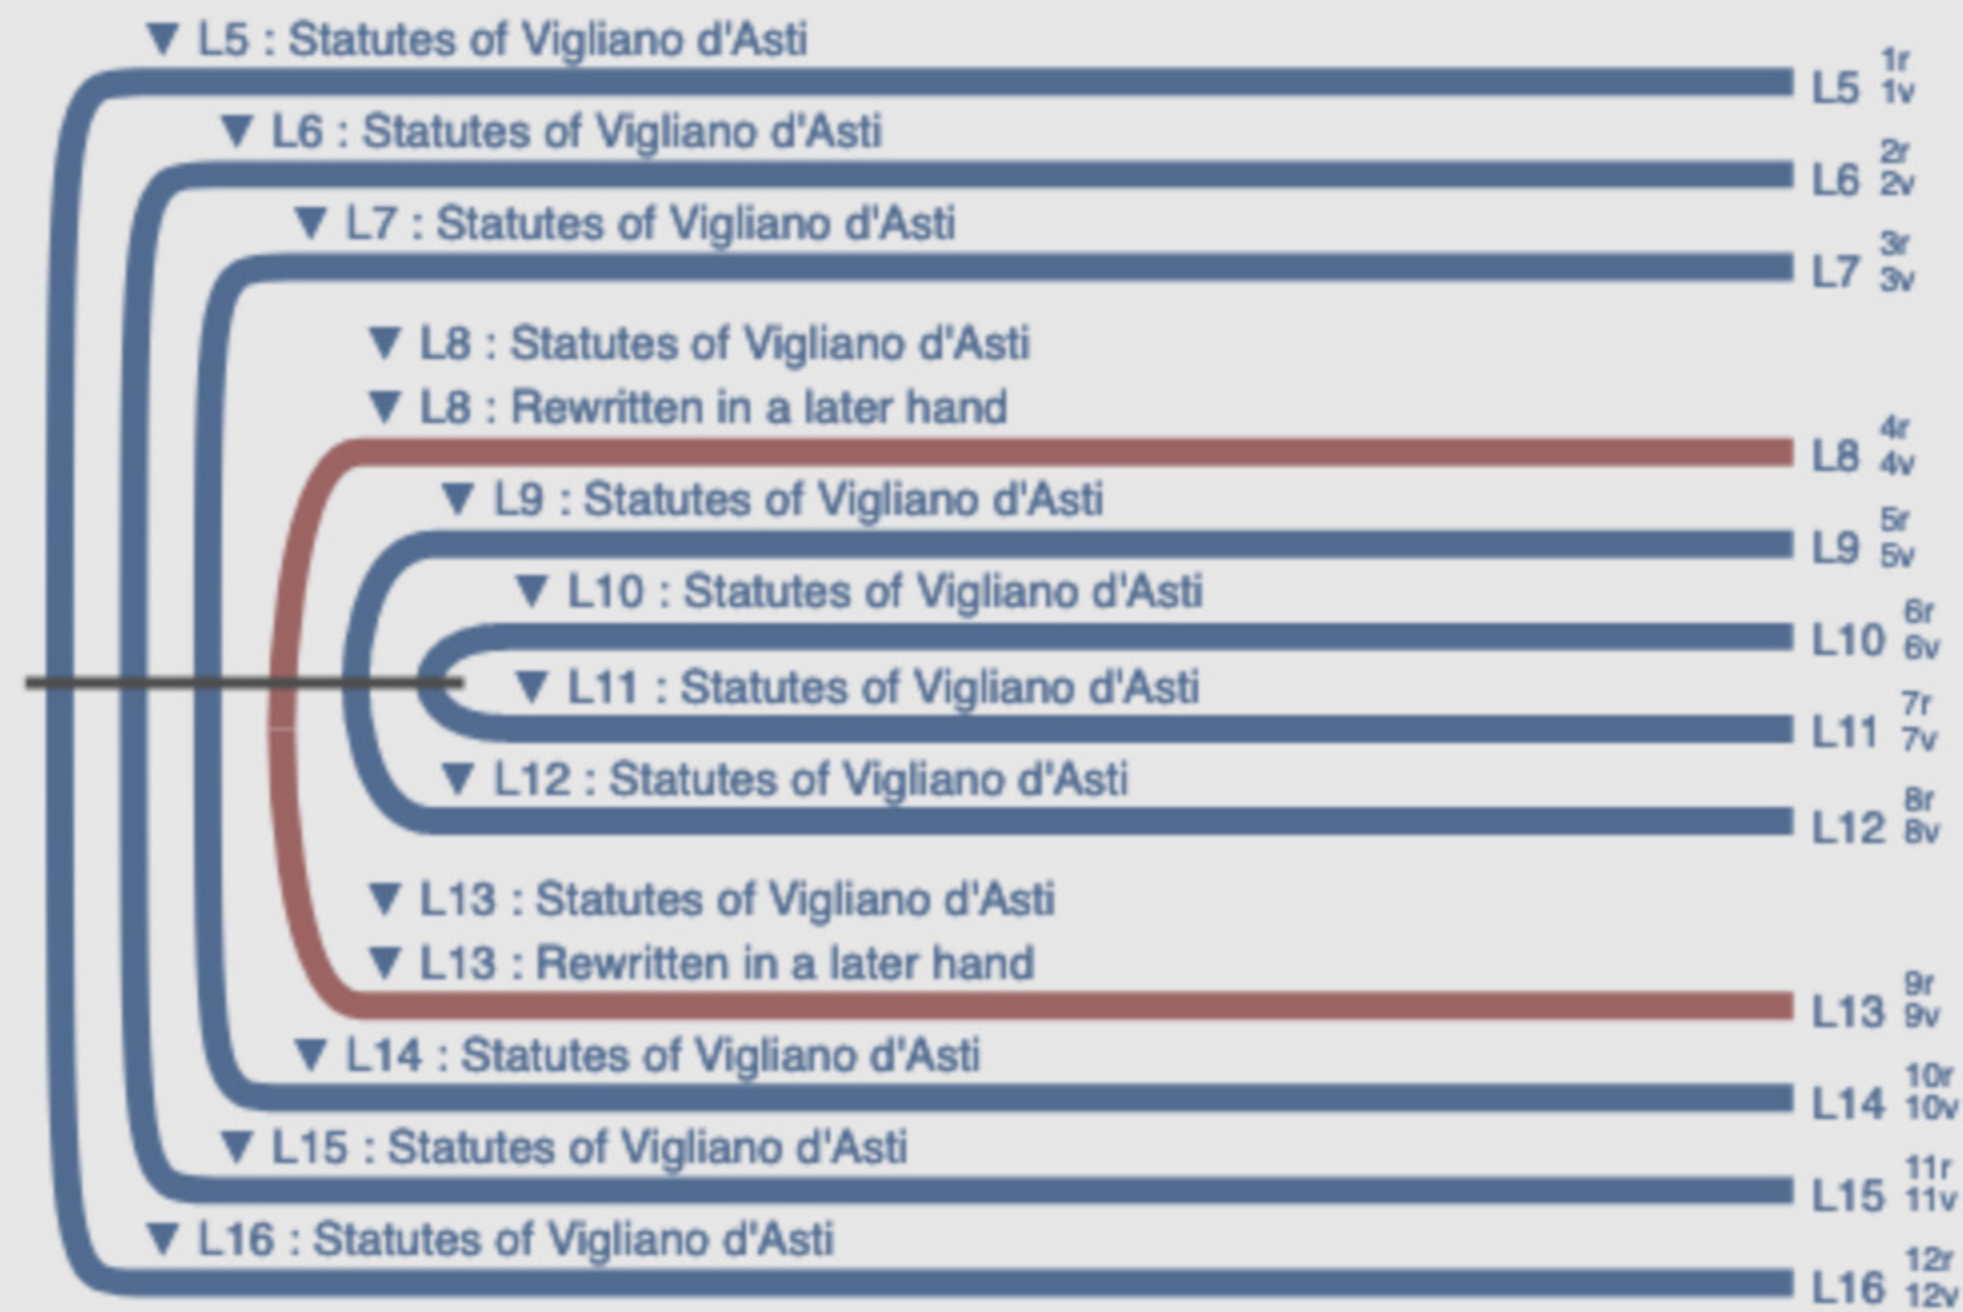 ▼ L5 : Statutes of Vigliano d'Asti
L5 1r 1v
▼ L6 : Statutes of Vigliano d'Asti
L6 2r 2v
▼ L7 : Statutes of Vigliano d'Asti
L7 3r 3v
▼ L8 : Statutes of Vigliano d'Asti
▼ L8 : Rewritten in a later hand
L8 4r 4v
▼ L9 : Statutes of Vigliano d'Asti
L9 5r 5v
▼ L10 : Statutes of Vigliano d'Asti
L10 6r 6v
▼ L11 : Statutes of Vigliano d'Asti
L11 7r 7v
▼ L12 : Statutes of Vigliano d'Asti
L12 8r 8v
▼ L13 : Statutes of Vigliano d'Asti
▼ L13 : Rewritten in a later hand
L13 9r 9v
▼ L14 : Statutes of Vigliano d'Asti
L14 10r 10v
▼ L15 : Statutes of Vigliano d'Asti
L15 11r 11v
▼ L16 : Statutes of Vigliano d'Asti
L16 12r 12v